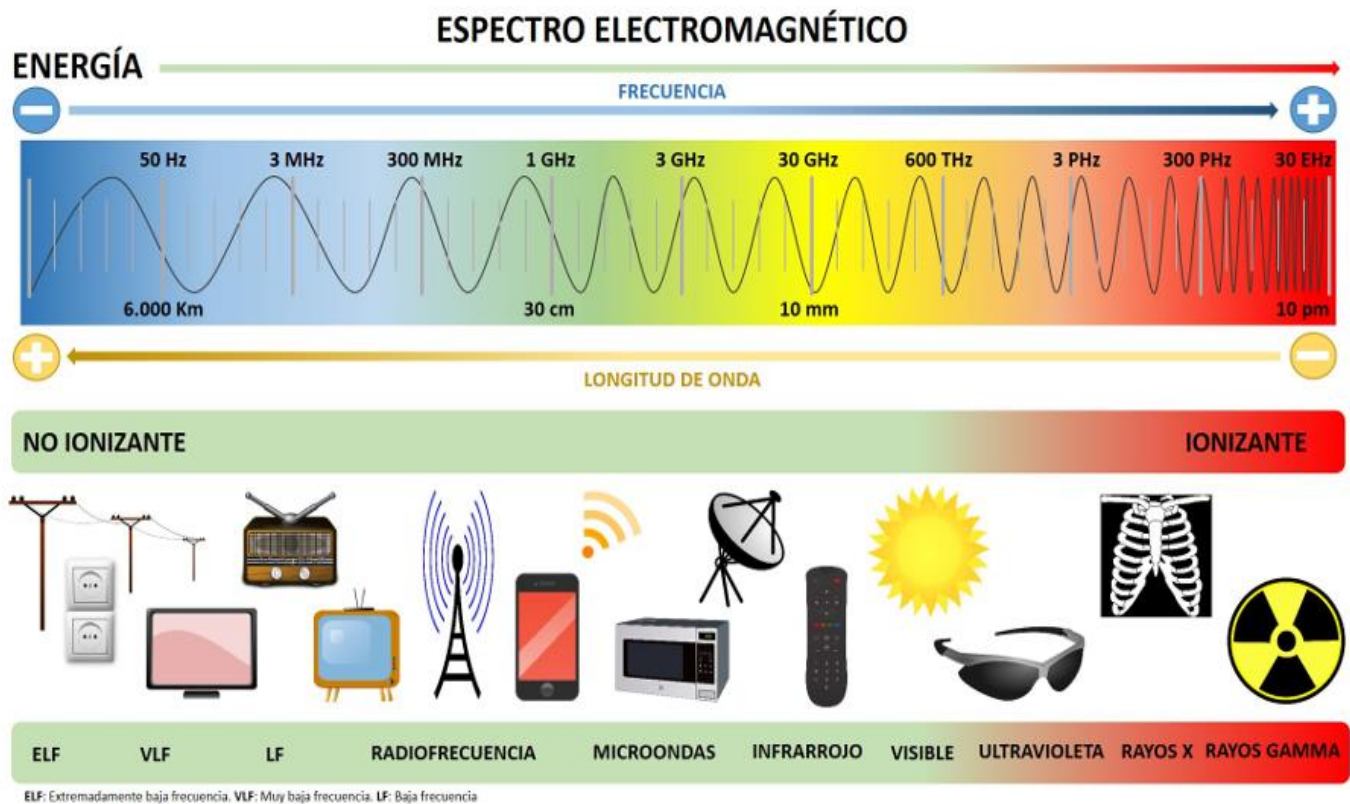 ESPECTRO ELECTROMAGNÉTICO
ENERGÍA
FRECUENCIA
50 Hz 3 MHz 300 MHz 1 GHz 3 GHz 30 GHz 600 THz 3 PHz 300 PHz 30 EHz
6.000 Km 30 cm 10 mm 10 pm
LONGITUD DE ONDA
NO IONIZANTE IONIZANTE
ELF VLF LF RADIOFRECUENCIA MICROONDAS INFRARROJO VISIBLE ULTRAVIOLETA RAYOS X RAYOS GAMMA
ELF: Extremadamente baja frecuencia. VLF: Muy baja frecuencia. LF: Baja frecuencia